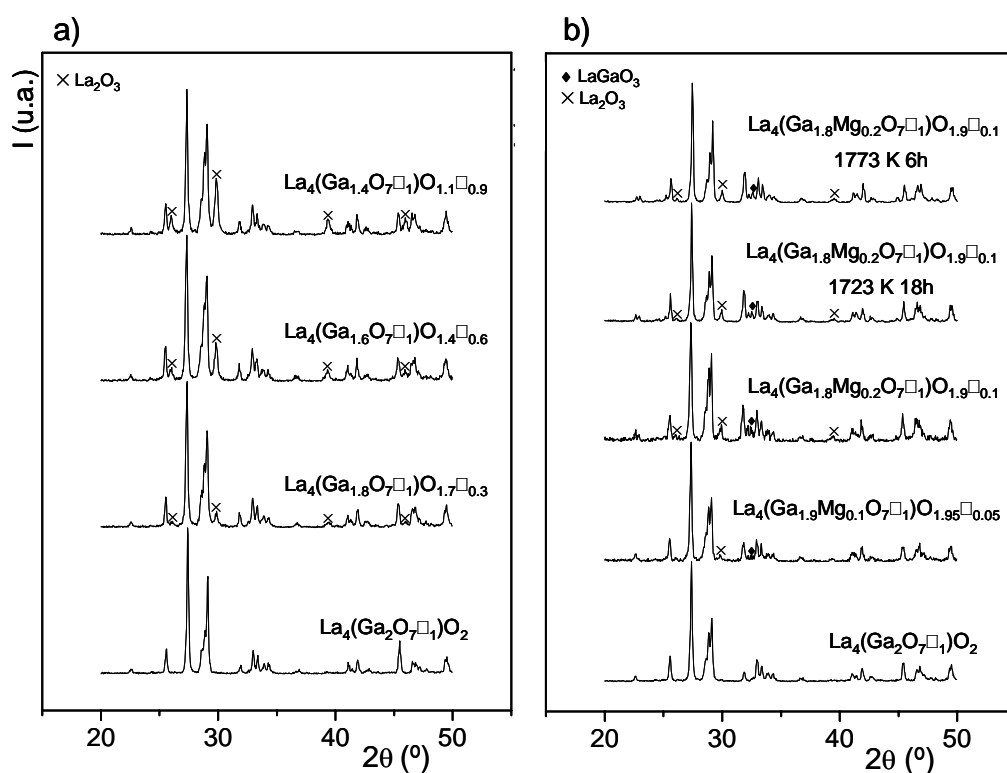 a)
I (u.a.)
× La₂O₃
La₄(Ga₁.₄O₇□₁)O₁.₁□₀.₉
La₄(Ga₁.₆O₇□₁)O₁.₄□₀.₆
La₄(Ga₁.₈O₇□₁)O₁.₇□₀.₃
La₄(Ga₂O₇□₁)O₂
20 30 40 50
2θ (º)
b)
♦ LaGaO₃
× La₂O₃
La₄(Ga₁.₈Mg₀.₂O₇□₁)O₁.₉□₀.₁
1773 K 6h
La₄(Ga₁.₈Mg₀.₂O₇□₁)O₁.₉□₀.₁
1723 K 18h
La₄(Ga₁.₈Mg₀.₂O₇□₁)O₁.₉□₀.₁
La₄(Ga₁.₉Mg₀.₁O₇□₁)O₁.₉₅□₀.₀₅
La₄(Ga₂O₇□₁)O₂
20 30 40 50
2θ (º)